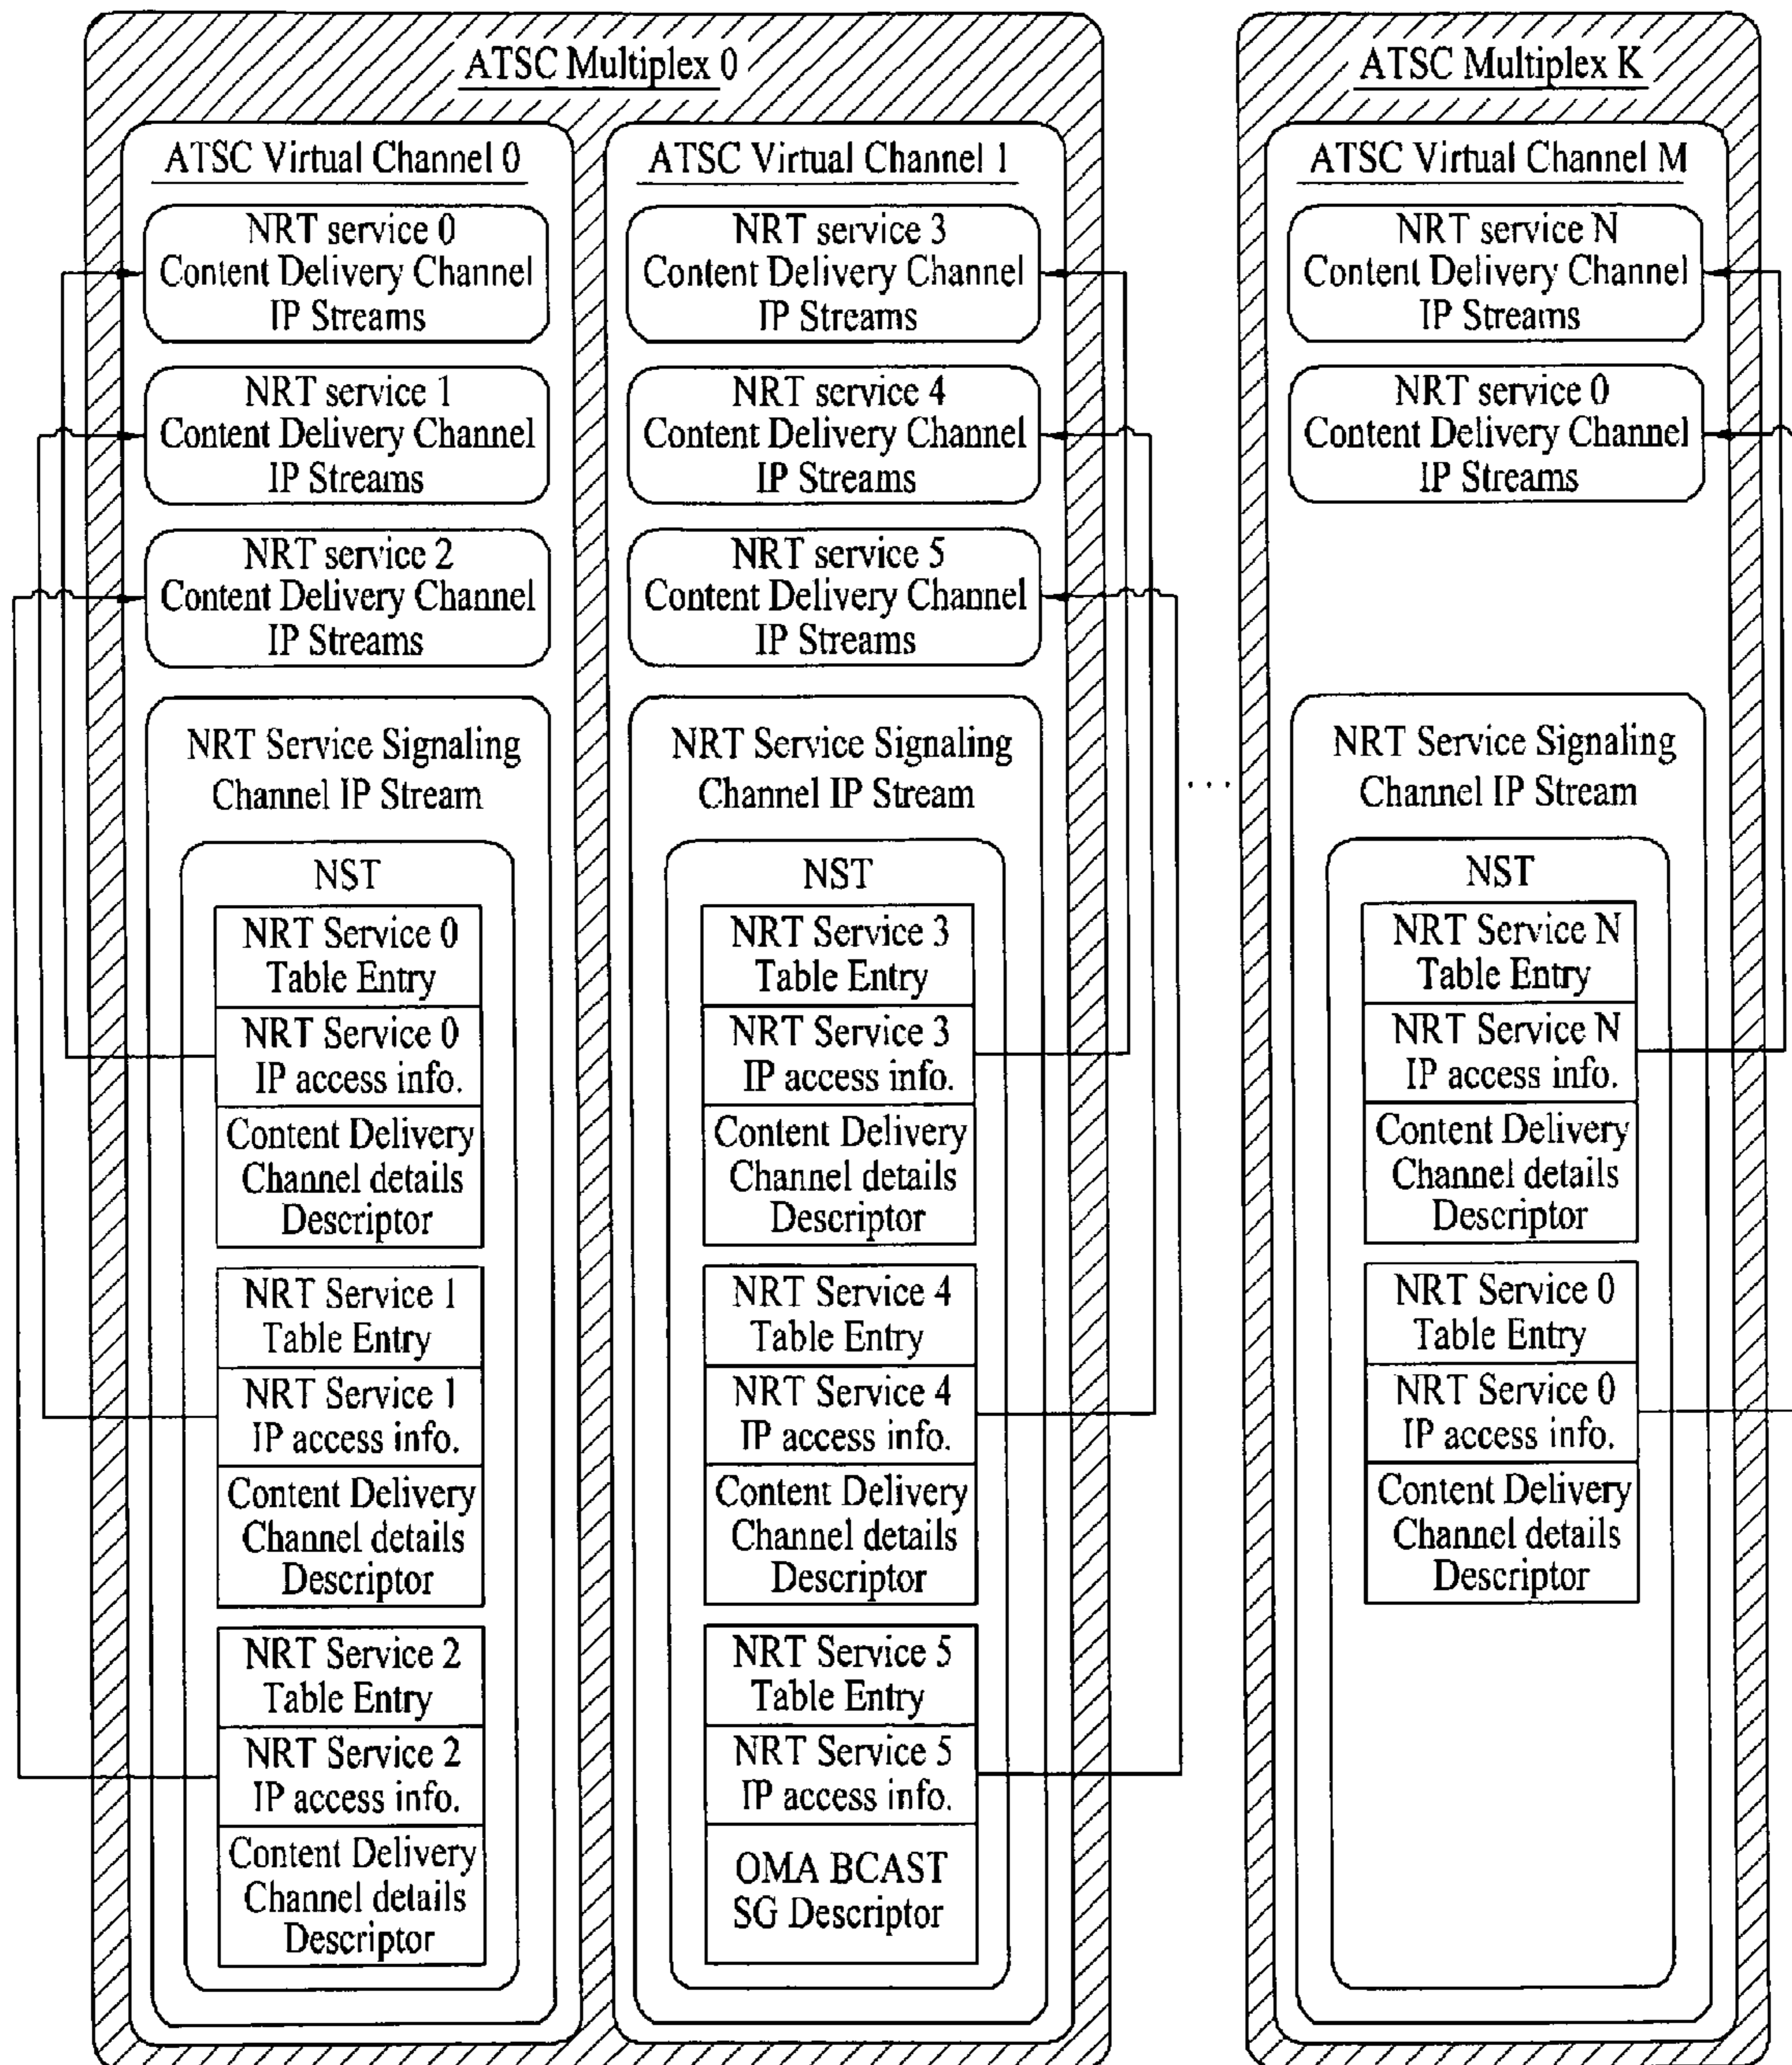 ATSC Multiplex 0
ATSC Virtual Channel 0
NRT service 0
Content Delivery Channel
IP Streams
NRT service 1
Content Delivery Channel
IP Streams
NRT service 2
Content Delivery Channel
IP Streams
NRT Service Signaling
Channel IP Stream
NST
NRT Service 0
Table Entry
NRT Service 0
IP access info.
Content Delivery
Channel details
Descriptor
NRT Service 1
Table Entry
NRT Service 1
IP access info.
Content Delivery
Channel details
Descriptor
NRT Service 2
Table Entry
NRT Service 2
IP access info.
Content Delivery
Channel details
Descriptor
ATSC Virtual Channel 1
NRT service 3
Content Delivery Channel
IP Streams
NRT service 4
Content Delivery Channel
IP Streams
NRT service 5
Content Delivery Channel
IP Streams
NRT Service Signaling
Channel IP Stream
NST
NRT Service 3
Table Entry
NRT Service 3
IP access info.
Content Delivery
Channel details
Descriptor
NRT Service 4
Table Entry
NRT Service 4
IP access info.
Content Delivery
Channel details
Descriptor
NRT Service 5
Table Entry
NRT Service 5
IP access info.
OMA BCAST
SG Descriptor
...
ATSC Multiplex K
ATSC Virtual Channel M
NRT service N
Content Delivery Channel
IP Streams
NRT service 0
Content Delivery Channel
IP Streams
NRT Service Signaling
Channel IP Stream
NST
NRT Service N
Table Entry
NRT Service N
IP access info.
Content Delivery
Channel details
Descriptor
NRT Service 0
Table Entry
NRT Service 0
IP access info.
Content Delivery
Channel details
Descriptor